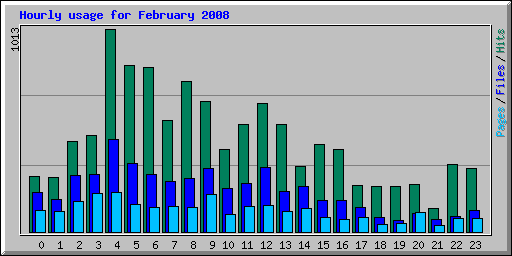 Hourly usage for February 2008
1013
Pages / Files / Hits
0 1 2 3 4 5 6 7 8 9 10 11 12 13 14 15 16 17 18 19 20 21 22 23